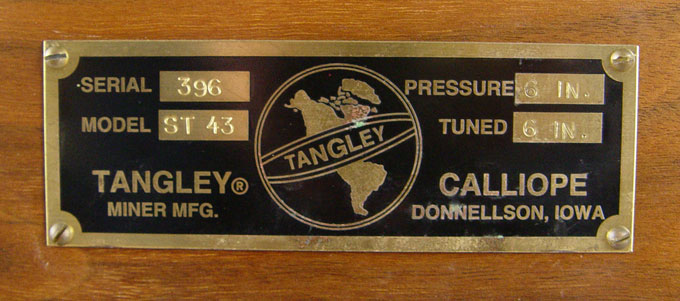 SERIAL 396
MODEL ST 43
TANGLEY®
MINER MFG.
TANGLEY
PRESSURE 6 IN.
TUNED 6 IN.
CALLIOPE
DONNELLSON, IOWA